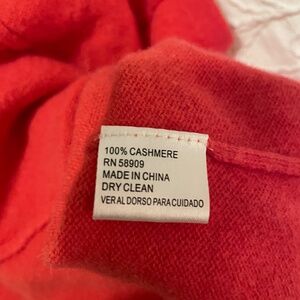 100% CASHMERE
RN 58909
MADE IN CHINA
DRY CLEAN
VER AL DORSO PARA CUIDADO